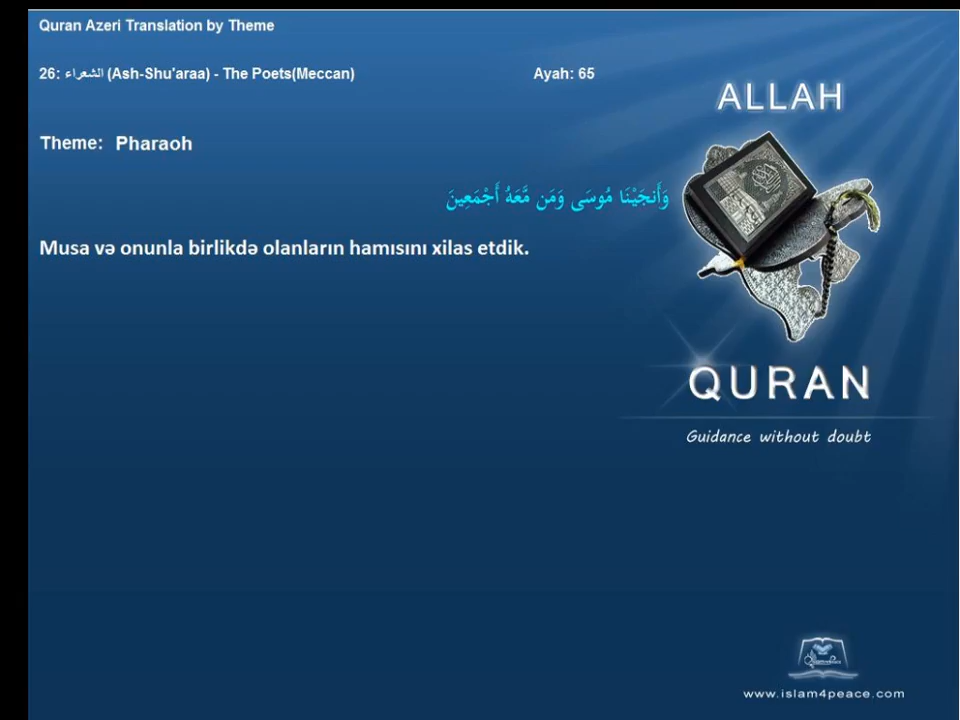 Quran Azeri Translation by Theme
26: الشعراء (Ash-Shu'araa) - The Poets(Meccan) Ayah: 65
ALLAH
Theme: Pharaoh
وَأَنجَيْنَا مُوسَى وَمَن مَّعَهُ أَجْمَعِينَ
Musa və onunla birlikdə olanların hamısını xilas etdik.
QURAN
Guidance without doubt
www.islam4peace.com